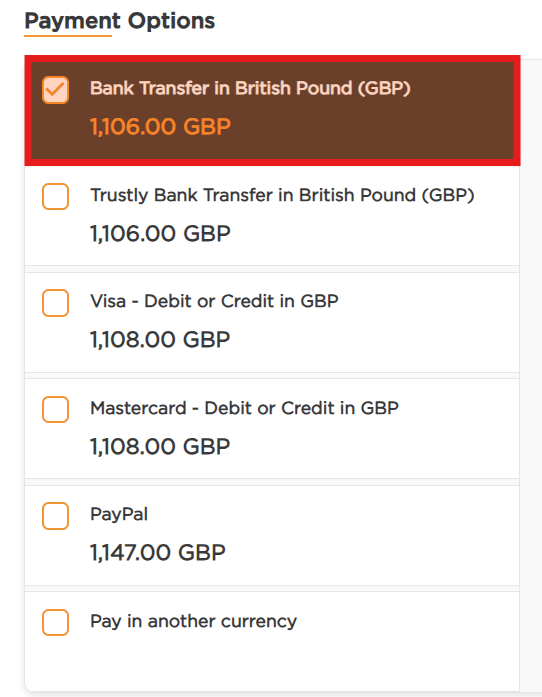 Payment Options
Bank Transfer in British Pound (GBP)
1,106.00 GBP
Trustly Bank Transfer in British Pound (GBP)
1,106.00 GBP
Visa - Debit or Credit in GBP
1,108.00 GBP
Mastercard - Debit or Credit in GBP
1,108.00 GBP
PayPal
1,147.00 GBP
Pay in another currency